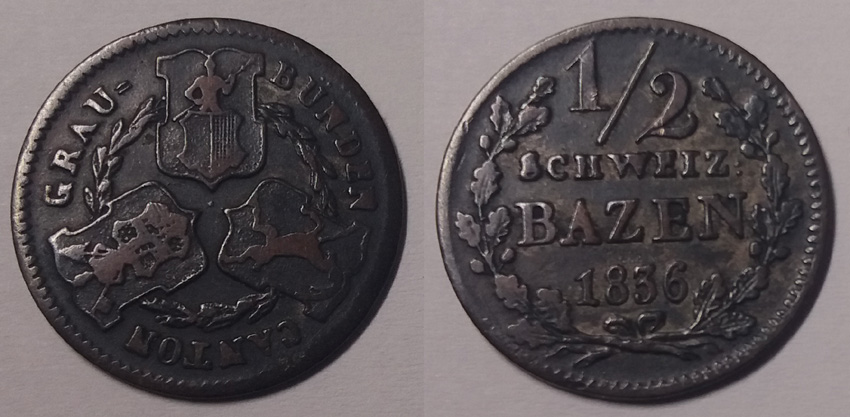 GRAU-BÜNDEN
CANTON
1/2
SCHWEIZ:
BAZEN
1836